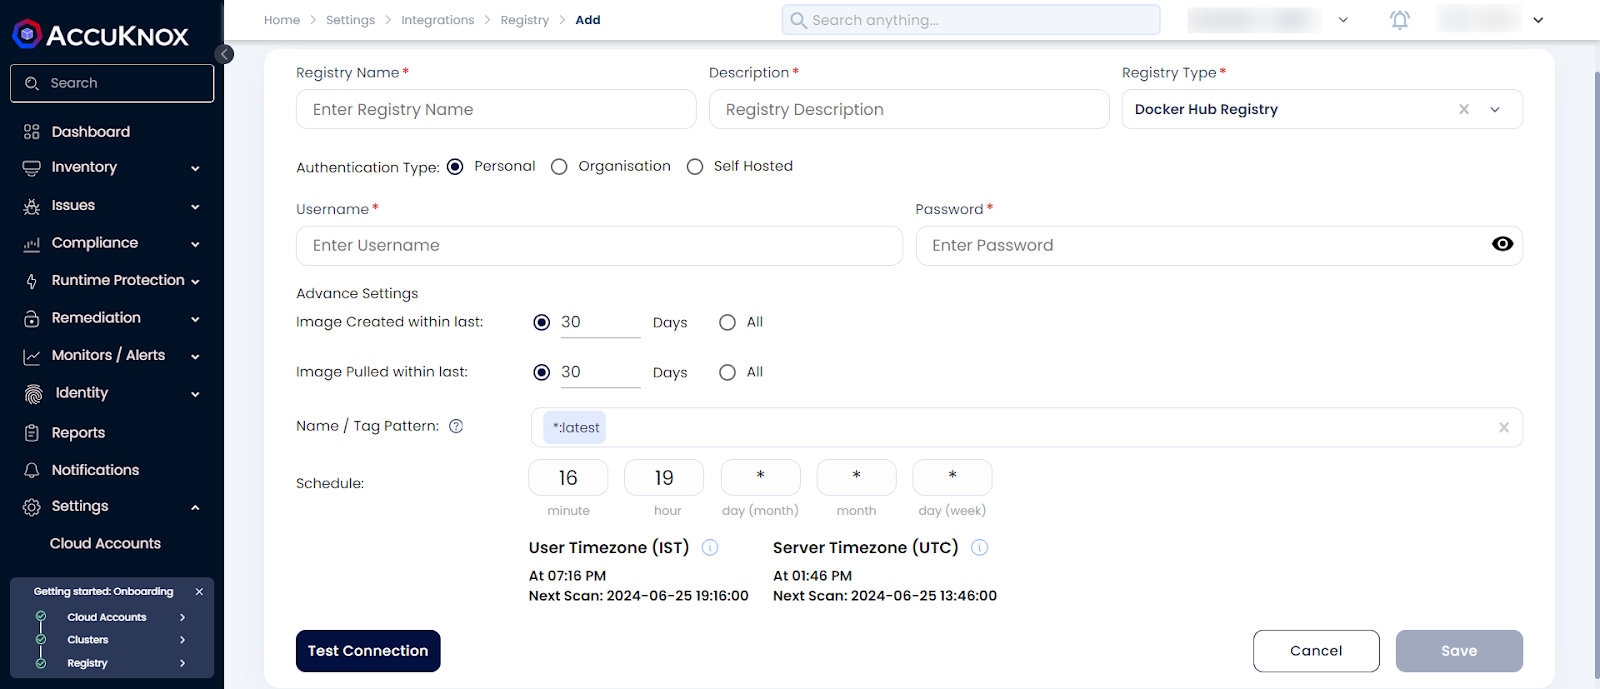 ACCUKNOX
Home > Settings > Integrations > Registry > Add
Search anything...
Search
Dashboard
Inventory
Issues
Compliance
Runtime Protection
Remediation
Monitors / Alerts
Identity
Reports
Notifications
Settings
Cloud Accounts
Getting started: Onboarding
Cloud Accounts
Clusters
Registry
Registry Name* Description* Registry Type*
Enter Registry Name Registry Description Docker Hub Registry
Authentication Type: Personal Organisation Self Hosted
Username* Password*
Enter Username Enter Password
Advance Settings
Image Created within last: 30 Days All
Image Pulled within last: 30 Days All
Name / Tag Pattern: *:latest
Schedule: 16 19 * * *
minute hour day (month) month day (week)
User Timezone (IST) Server Timezone (UTC)
At 07:16 PM At 01:46 PM
Next Scan: 2024-06-25 19:16:00 Next Scan: 2024-06-25 13:46:00
Test Connection Cancel Save